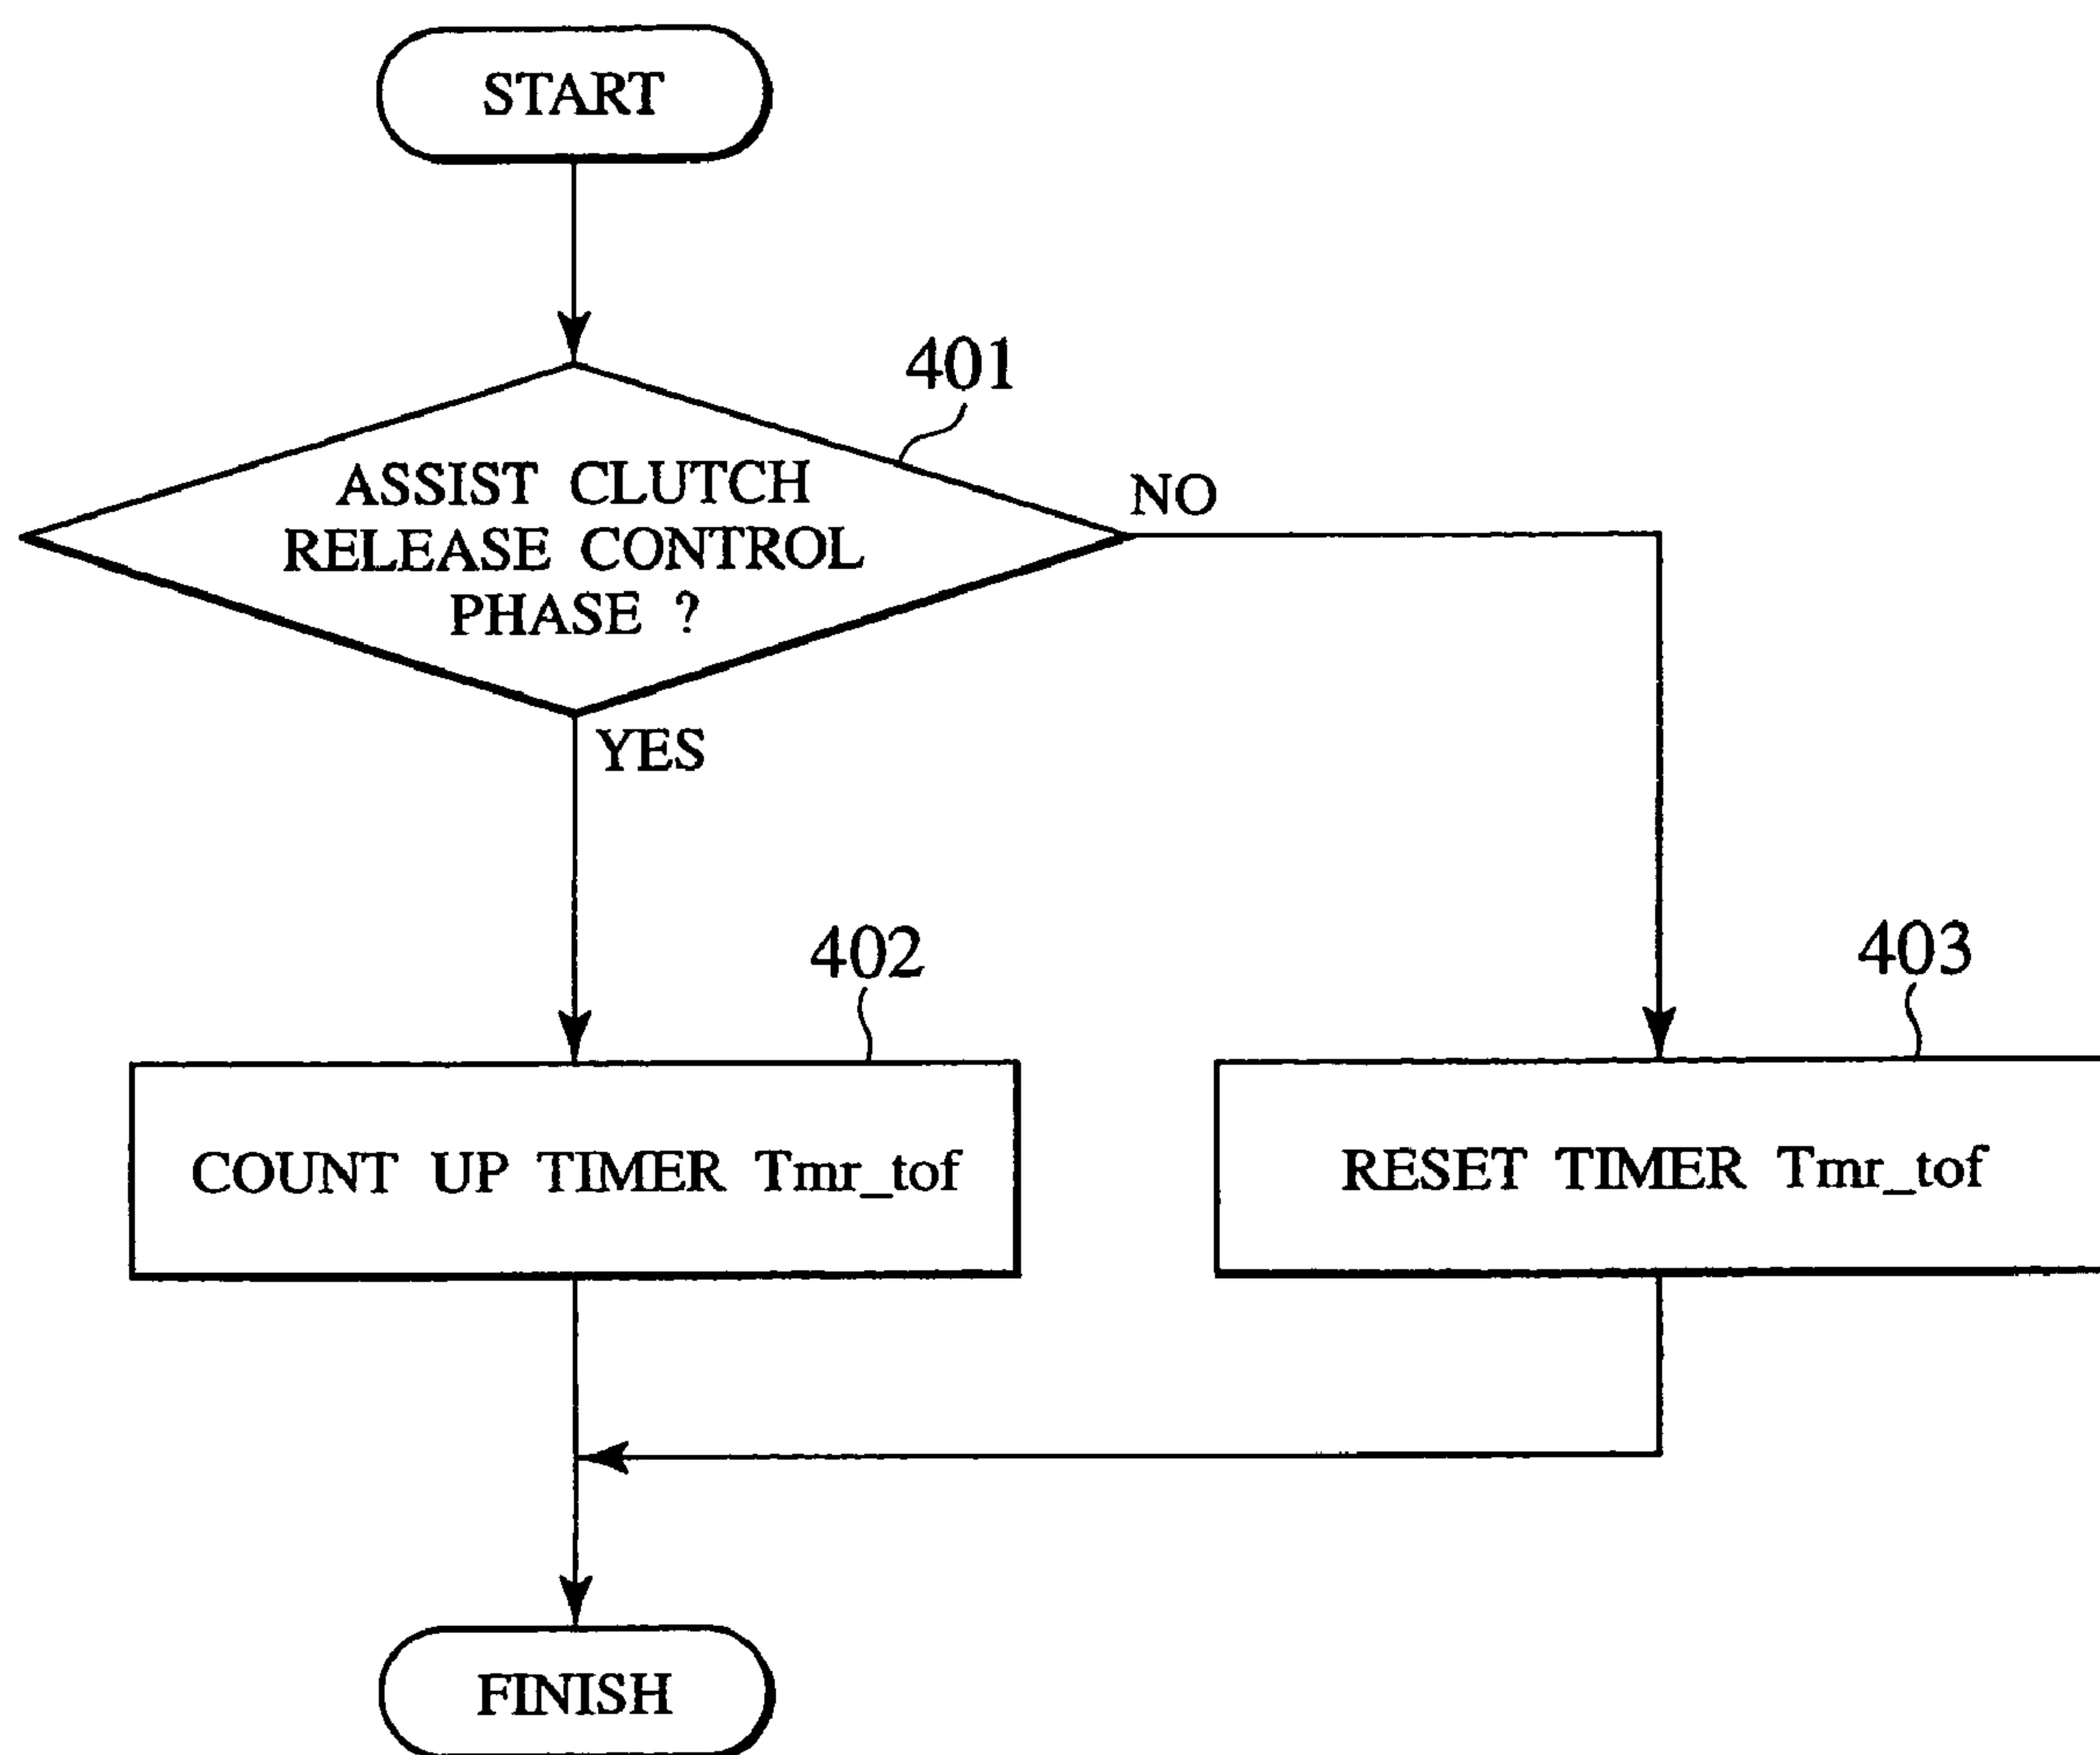 START
401
ASSIST CLUTCH
RELEASE CONTROL
PHASE ?
NO
YES
402
COUNT UP TIMER Tmr_tof
403
RESET TIMER Tmr_tof
FINISH